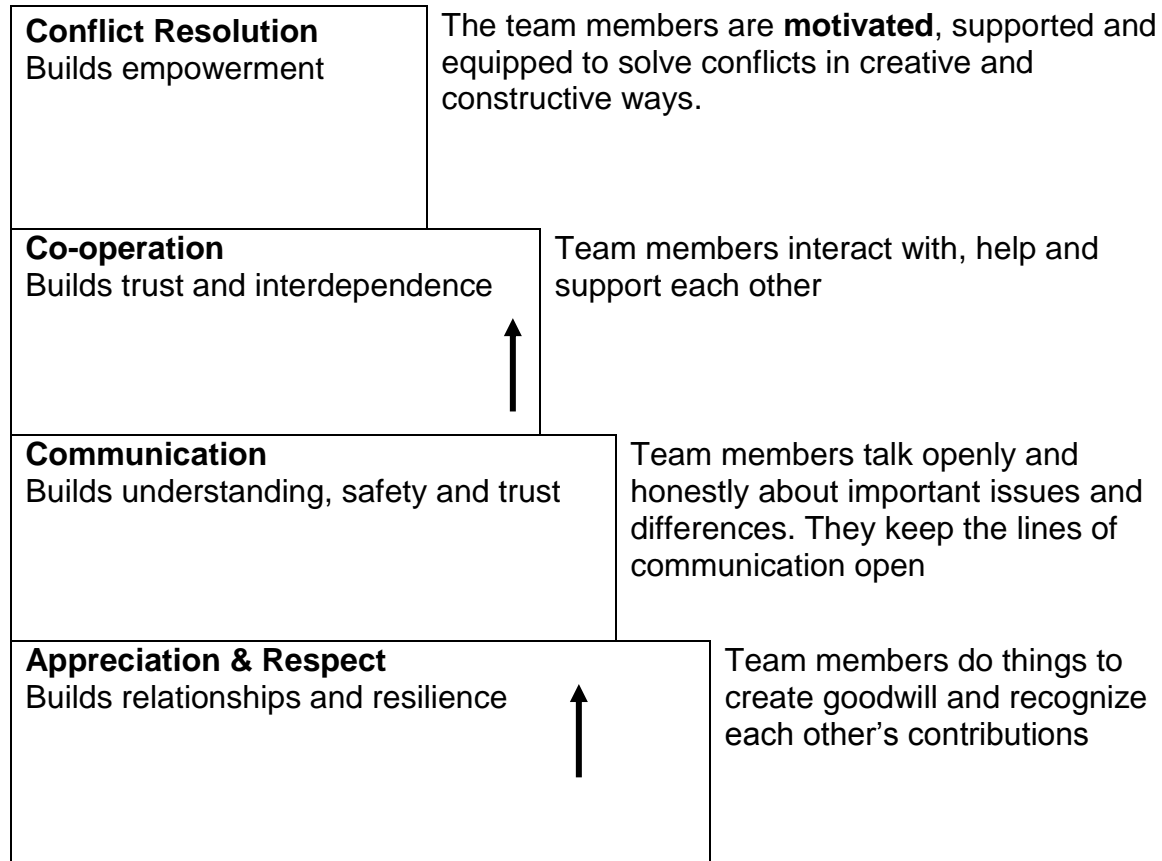 Conflict Resolution
Builds empowerment
The team members are motivated, supported and
equipped to solve conflicts in creative and
constructive ways.
Co-operation
Builds trust and interdependence
Team members interact with, help and
support each other
Communication
Builds understanding, safety and trust
Team members talk openly and
honestly about important issues and
differences. They keep the lines of
communication open
Appreciation & Respect
Builds relationships and resilience
Team members do things to
create goodwill and recognize
each other’s contributions